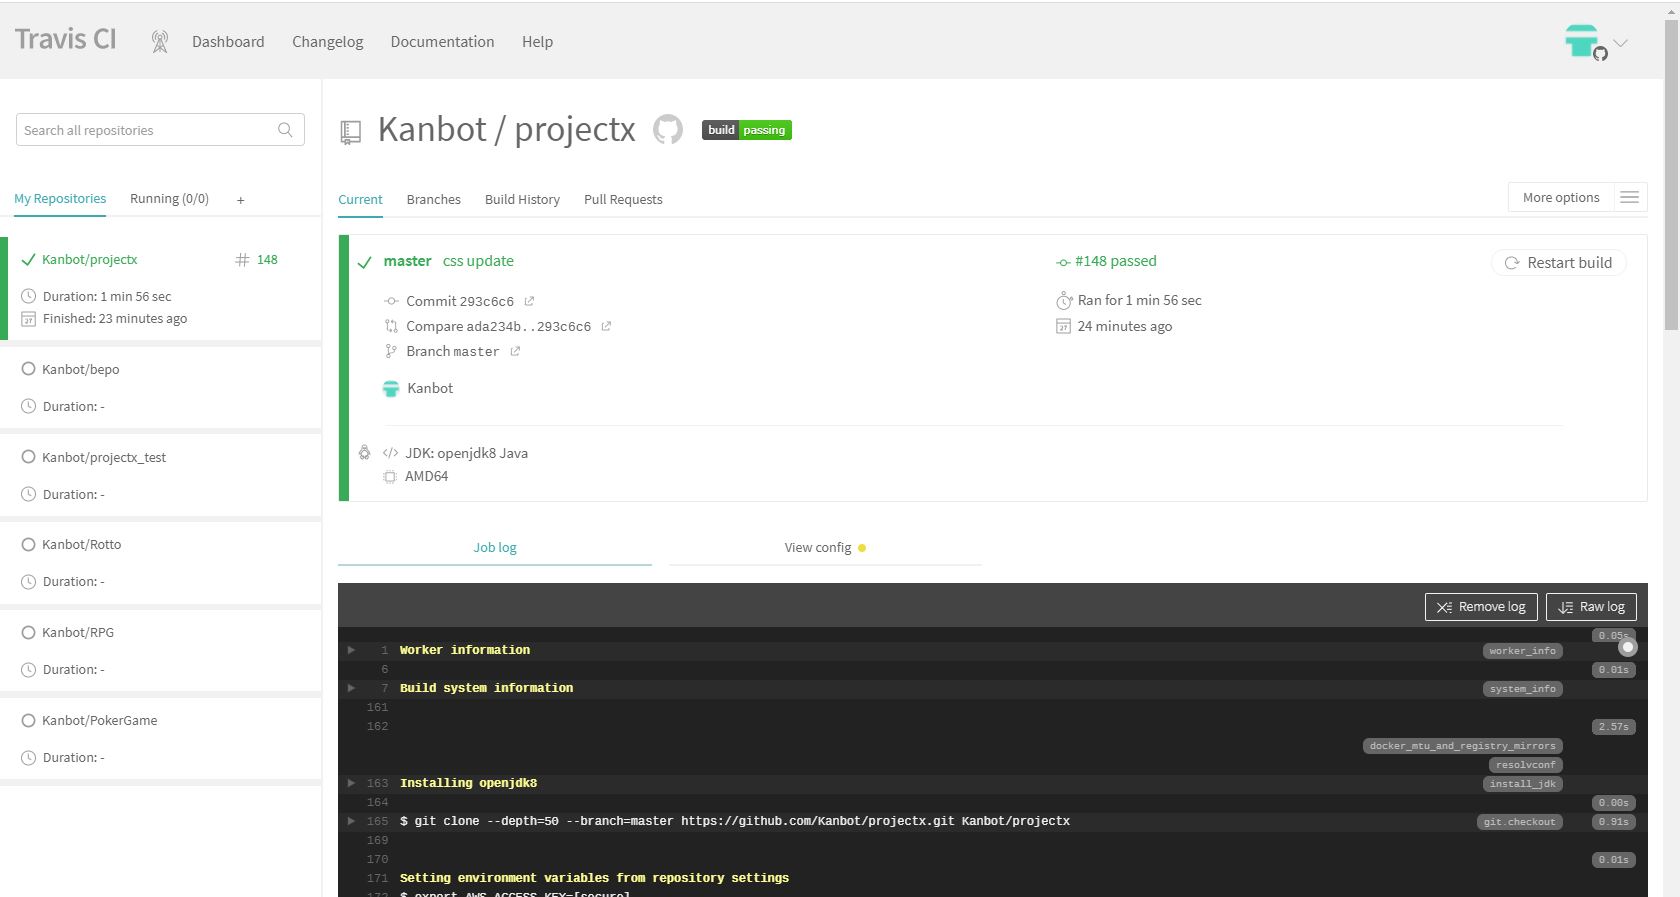 Travis CI Dashboard Changelog Documentation Help
Search all repositories
My Repositories Running (0/0) +
Kanbot/projectx # 148
Duration: 1 min 56 sec
Finished: 23 minutes ago
Kanbot/bepo
Duration: -
Kanbot/projectx_test
Duration: -
Kanbot/Rotto
Duration: -
Kanbot/RPG
Duration: -
Kanbot/PokerGame
Duration: -
Kanbot / projectx build passing
Current Branches Build History Pull Requests More options
master css update #148 passed Restart build
Commit 293c6c6 Ran for 1 min 56 sec
Compare ada234b..293c6c6 24 minutes ago
Branch master
Kanbot
</> JDK: openjdk8 Java
AMD64
Job log View config
Remove log Raw log
0.05s
1 Worker information worker_info
6 0.01s
7 Build system information system_info
161
162 2.57s
docker_mtu_and_registry_mirrors
resolvconf
163 Installing openjdk8 install_jdk
164 0.00s
165 $ git clone --depth=50 --branch=master https://github.com/Kanbot/projectx.git Kanbot/projectx git.checkout 0.91s
169
170 0.01s
171 Setting environment variables from repository settings
172 $ export AWS_ACCESS_KEY=[secure]